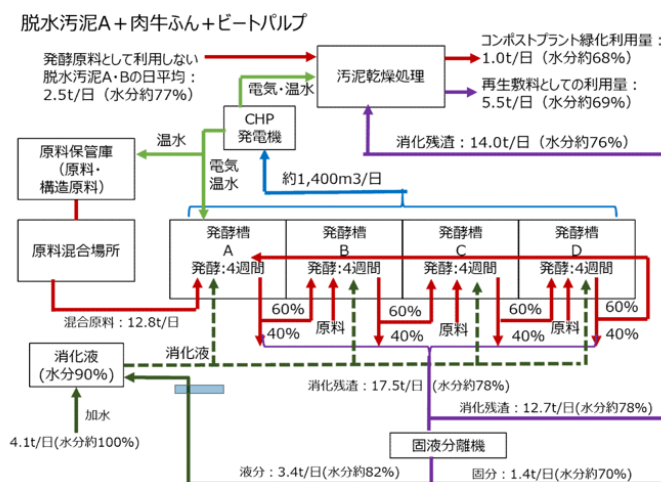 脱水汚泥A+肉牛ふん+ビートパルプ
発酵原料として利用しない
脱水汚泥A・Bの日平均：
2.5t/日（水分約77%）
電気・温水
汚泥乾燥処理
コンポストプラント緑化利用量：
1.0t/日（水分約68%）
再生敷料としての利用量：
5.5t/日（水分約69%）
消化残渣：14.0t/日（水分約76%）
CHP
発電機
温水
電気
温水
約1,400m3/日
原料保管庫
（原料・
構造原料）
原料混合場所
発酵槽
A
発酵:4週間
発酵槽
B
発酵:4週間
発酵槽
C
発酵:4週間
発酵槽
D
発酵:4週間
60%
40%
原料
60%
40%
原料
60%
40%
原料
60%
40%
混合原料：12.8t/日
消化液
(水分90%)
消化液
加水
4.1t/日(水分約100%)
消化残渣：17.5t/日 (水分約78%)
消化残渣：12.7t/日(水分約78%)
固液分離機
液分：3.4t/日(水分約82%)
固分：1.4t/日(水分約70%)